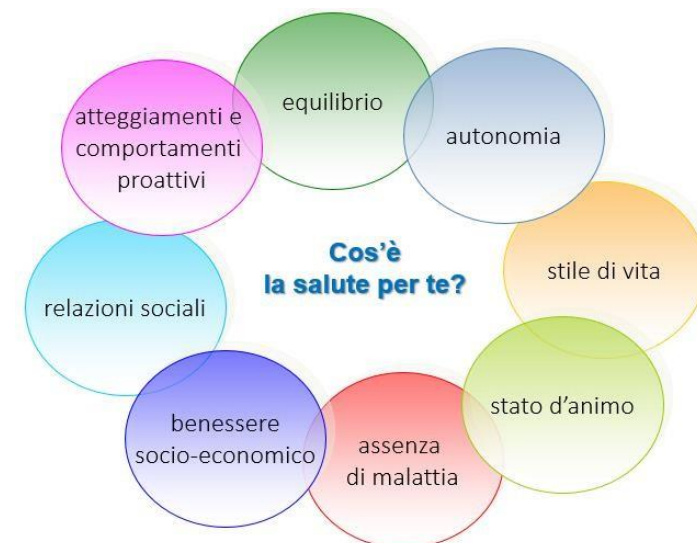 equilibrio
autonomia
stile di vita
stato d'animo
assenza
di malattia
benessere
socio-economico
relazioni sociali
atteggiamenti e
comportamenti
proattivi
Cos'è
la salute per te?